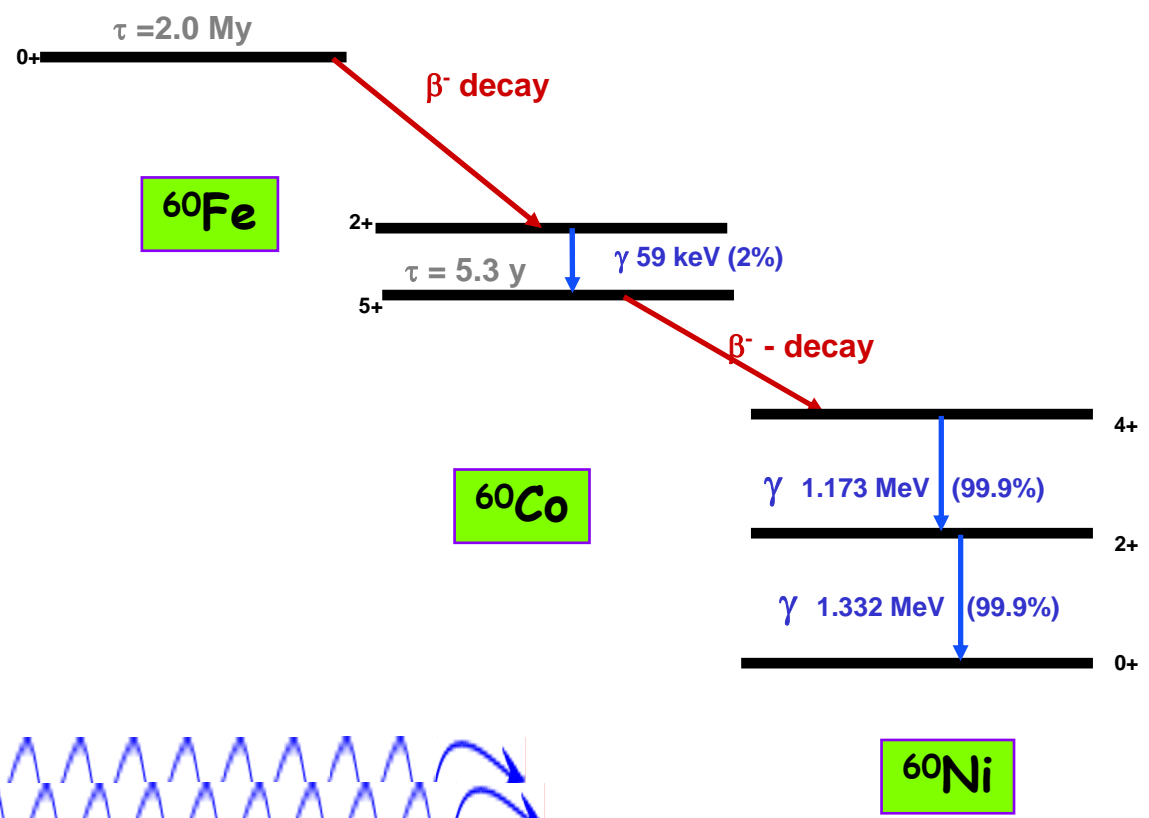 τ =2.0 My
0+
β⁻ decay
⁶⁰Fe
2+
γ 59 keV (2%)
τ = 5.3 y
5+
β⁻ - decay
4+
⁶⁰Co
γ 1.173 MeV (99.9%)
2+
γ 1.332 MeV (99.9%)
0+
⁶⁰Ni